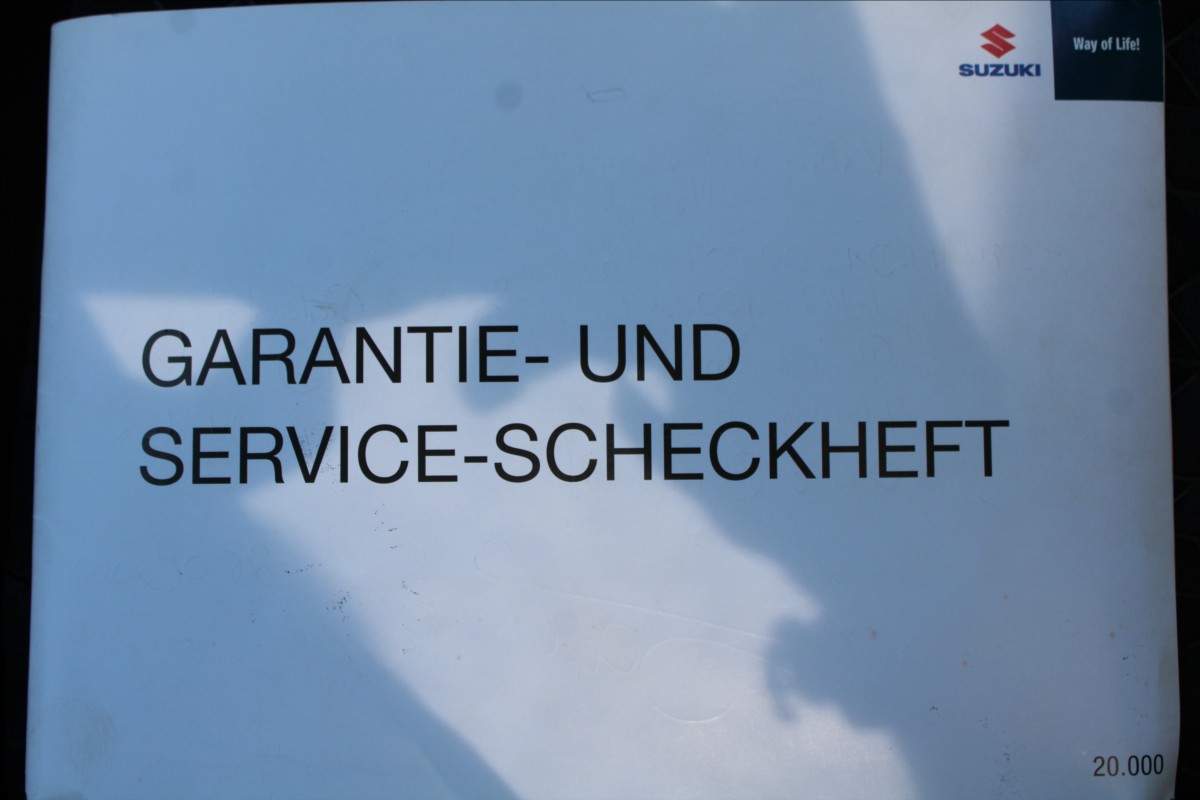 SUZUKI
Way of Life!
GARANTIE- UND
SERVICE-SCHECKHEFT
20.000